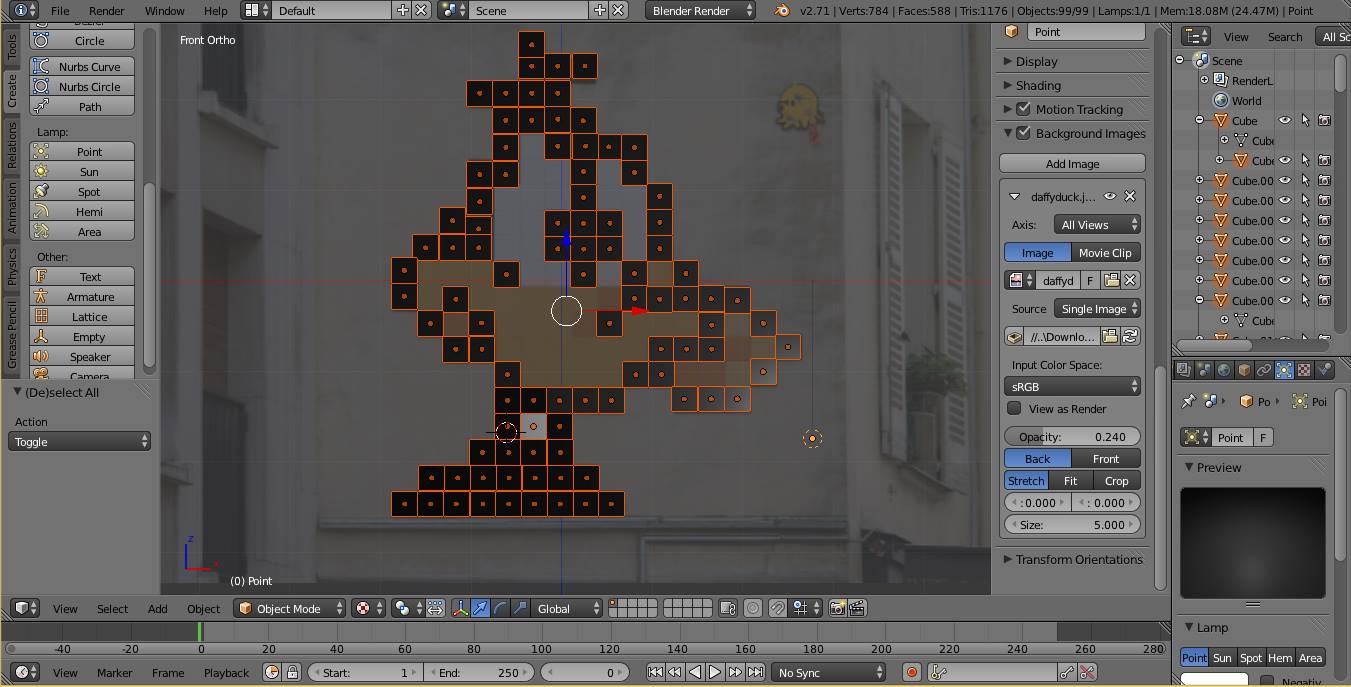 File Render Window Help Default Scene Blender Render v2.71 | Verts:784 | Faces:588 | Tris:1176 | Objects:99/99 | Lamps:1/1 | Mem:18.08M (24.47M) | Point
Tools
Create
Relations
Animation
Physics
Grease Pencil
Circle
Nurbs Curve
Nurbs Circle
Path
Lamp:
Point
Sun
Spot
Hemi
Area
Other:
Text
Armature
Lattice
Empty
Speaker
Camera
(De)select All
Action
Toggle
Front Ortho
z
x
(0) Point
Point
Display
Shading
Motion Tracking
Background Images
Add Image
daffyduck.j...
Axis: All Views
Image Movie Clip
daffyd F
Source Single Image
//..\Downlo...
Input Color Space:
sRGB
View as Render
Opacity: 0.240
Back Front
Stretch Fit Crop
: 0.000 : 0.000
Size: 5.000
Transform Orientations
View Search All Sc
Scene
RenderL
World
Cube
Cube
Cube
Cube.00
Cube.00
Cube.00
Cube.00
Cube.00
Cube.00
Cube.00
Cube
Po Poi
Point F
Preview
Lamp
Point Sun Spot Hem Area
Negativ
View Select Add Object Object Mode Global
-40 -20 0 20 40 60 80 100 120 140 160 180 200 220 240 260 280
View Marker Frame Playback Start: 1 End: 250 0 No Sync